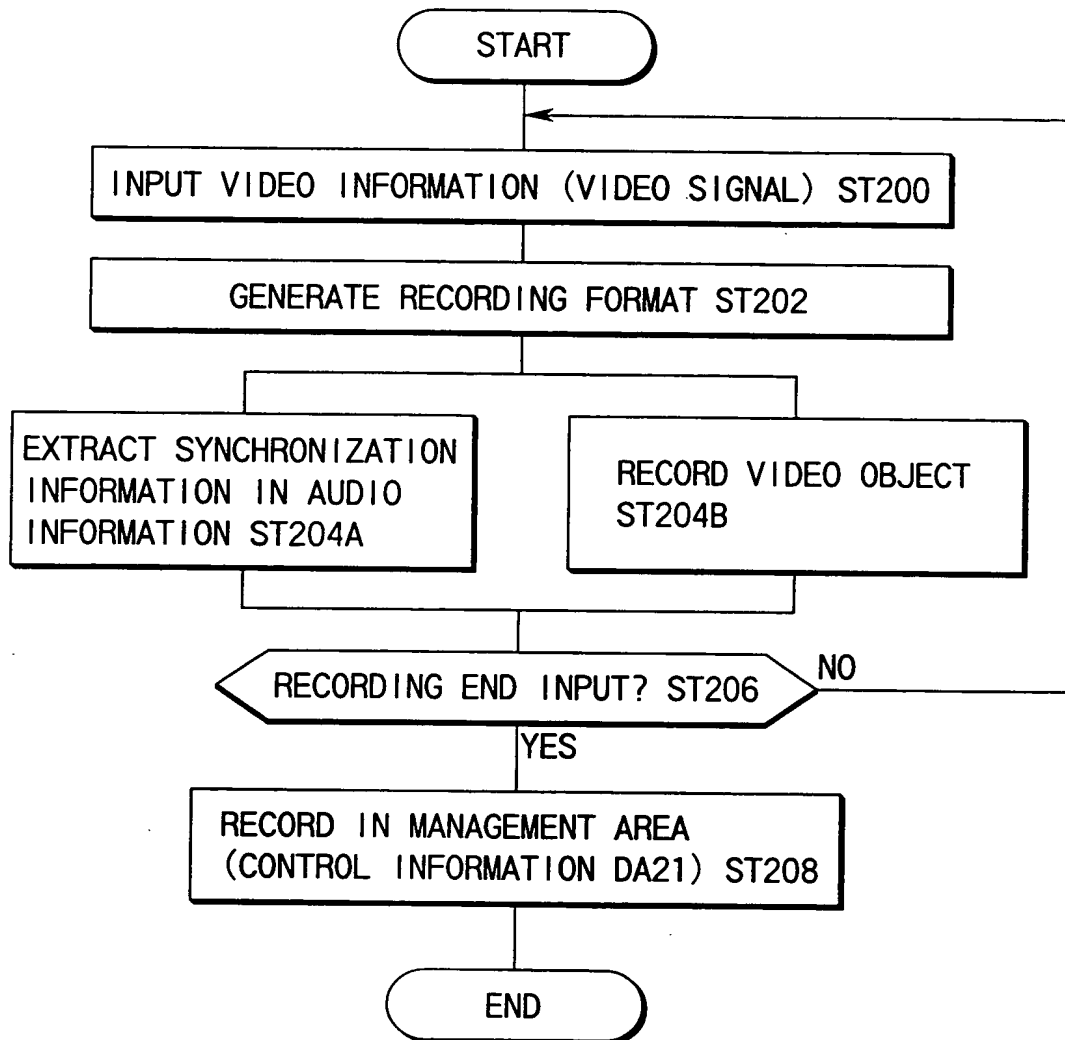 START
INPUT VIDEO INFORMATION (VIDEO SIGNAL) ST200
GENERATE RECORDING FORMAT ST202
EXTRACT SYNCHRONIZATION
INFORMATION IN AUDIO
INFORMATION ST204A
RECORD VIDEO OBJECT
ST204B
RECORDING END INPUT? ST206
NO
YES
RECORD IN MANAGEMENT AREA
(CONTROL INFORMATION DA21) ST208
END